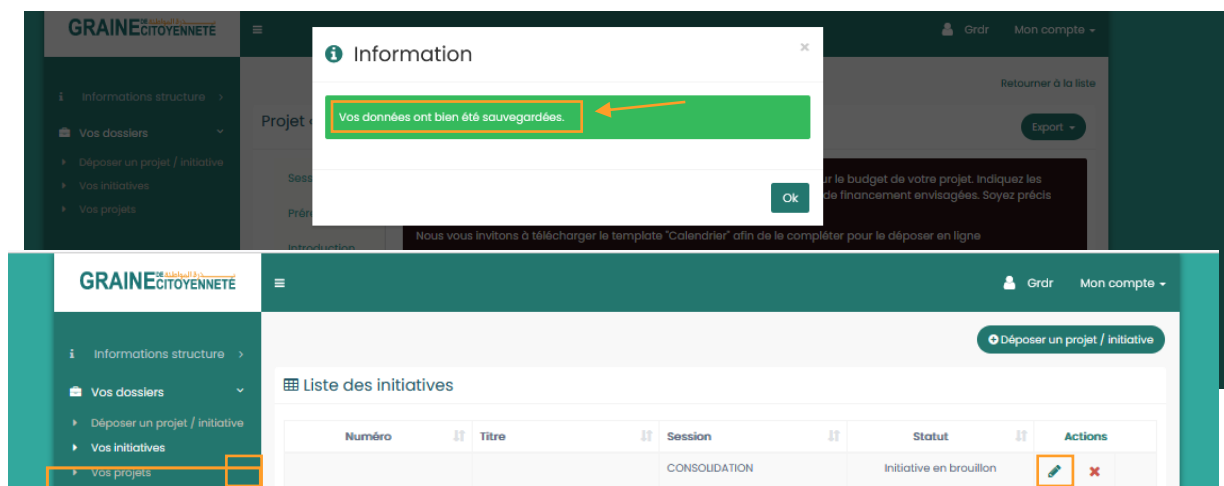 GRAINE DE CITOYENNETÉ
Grdr Mon compte
Information
×
Retourner à la liste
Informations structure
Vos dossiers
Projet
Export
Déposer un projet / initiative
Vos initiatives
Vos projets
Vos données ont bien été sauvegardées.
Ok
ur le budget de votre projet. Indiquez les
de financement envisagées. Soyez précis
Nous vous invitons à télécharger le template "Calendrier" afin de le compléter pour le déposer en ligne
Introduction
GRAINE DE CITOYENNETÉ
Grdr Mon compte
Déposer un projet / initiative
Informations structure
Vos dossiers
Déposer un projet / initiative
Vos initiatives
Vos projets
Liste des initiatives
Numéro Titre Session Statut Actions
CONSOLIDATION Initiative en brouillon